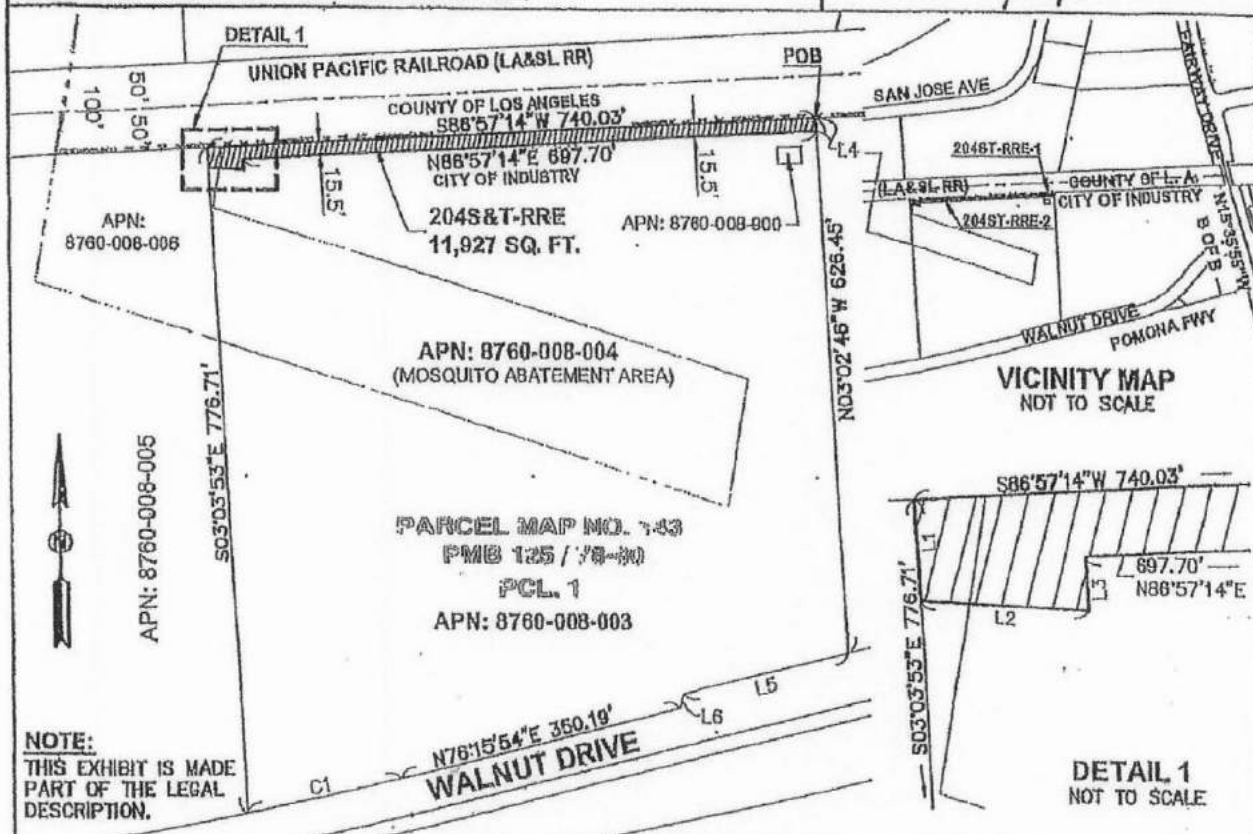 DETAIL 1
UNION PACIFIC RAILROAD (LA&SL RR)
POB
50' 50'
100'
COUNTY OF LOS ANGELES
S86°57'14"W 740.03'
N86°57'14"E 697.70'
CITY OF INDUSTRY
15.5'
15.5'
L4
204S&T-RRE
11,927 SQ. FT.
APN: 8760-008-900
APN:
8760-006-006
APN: 8760-008-004
(MOSQUITO ABATEMENT AREA)
S03°03'53"E 776.71'
N03°02'46"W 626.45'
APN: 8760-008-005
PARCEL MAP NO.
PMB 125 /
PCL. 1
APN: 8760-008-003
C1
N76°15'54"E 350.19'
L6
L5
WALNUT DRIVE
NOTE:
THIS EXHIBIT IS MADE
PART OF THE LEGAL
DESCRIPTION.
SAN JOSE AVE
FAIRWAY DRIVE
204ST-RRE-1
(LA&SL RR)
COUNTY OF L. A.
CITY OF INDUSTRY
204ST-RRE-2
N15°35'55"W
B OF B
WALNUT DRIVE
POMONA FWY
VICINITY MAP
NOT TO SCALE
S86°57'14"W 740.03'
L1
L2
L3
697.70'
N86°57'14"E
S03°03'53"E 776.71'
DETAIL 1
NOT TO SCALE